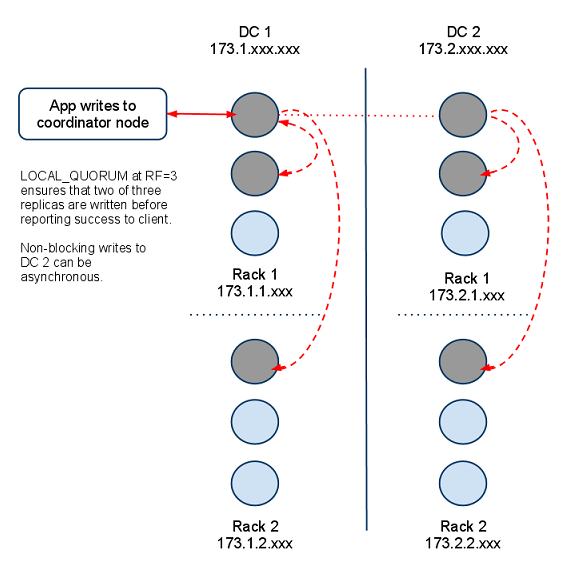 DC 1
173.1.xxx.xxx
DC 2
173.2.xxx.xxx
App writes to
coordinator node
LOCAL_QUORUM at RF=3
ensures that two of three
replicas are written before
reporting success to client.
Non-blocking writes to
DC 2 can be
asynchronous.
Rack 1
173.1.1.xxx
Rack 1
173.2.1.xxx
Rack 2
173.1.2.xxx
Rack 2
173.2.2.xxx